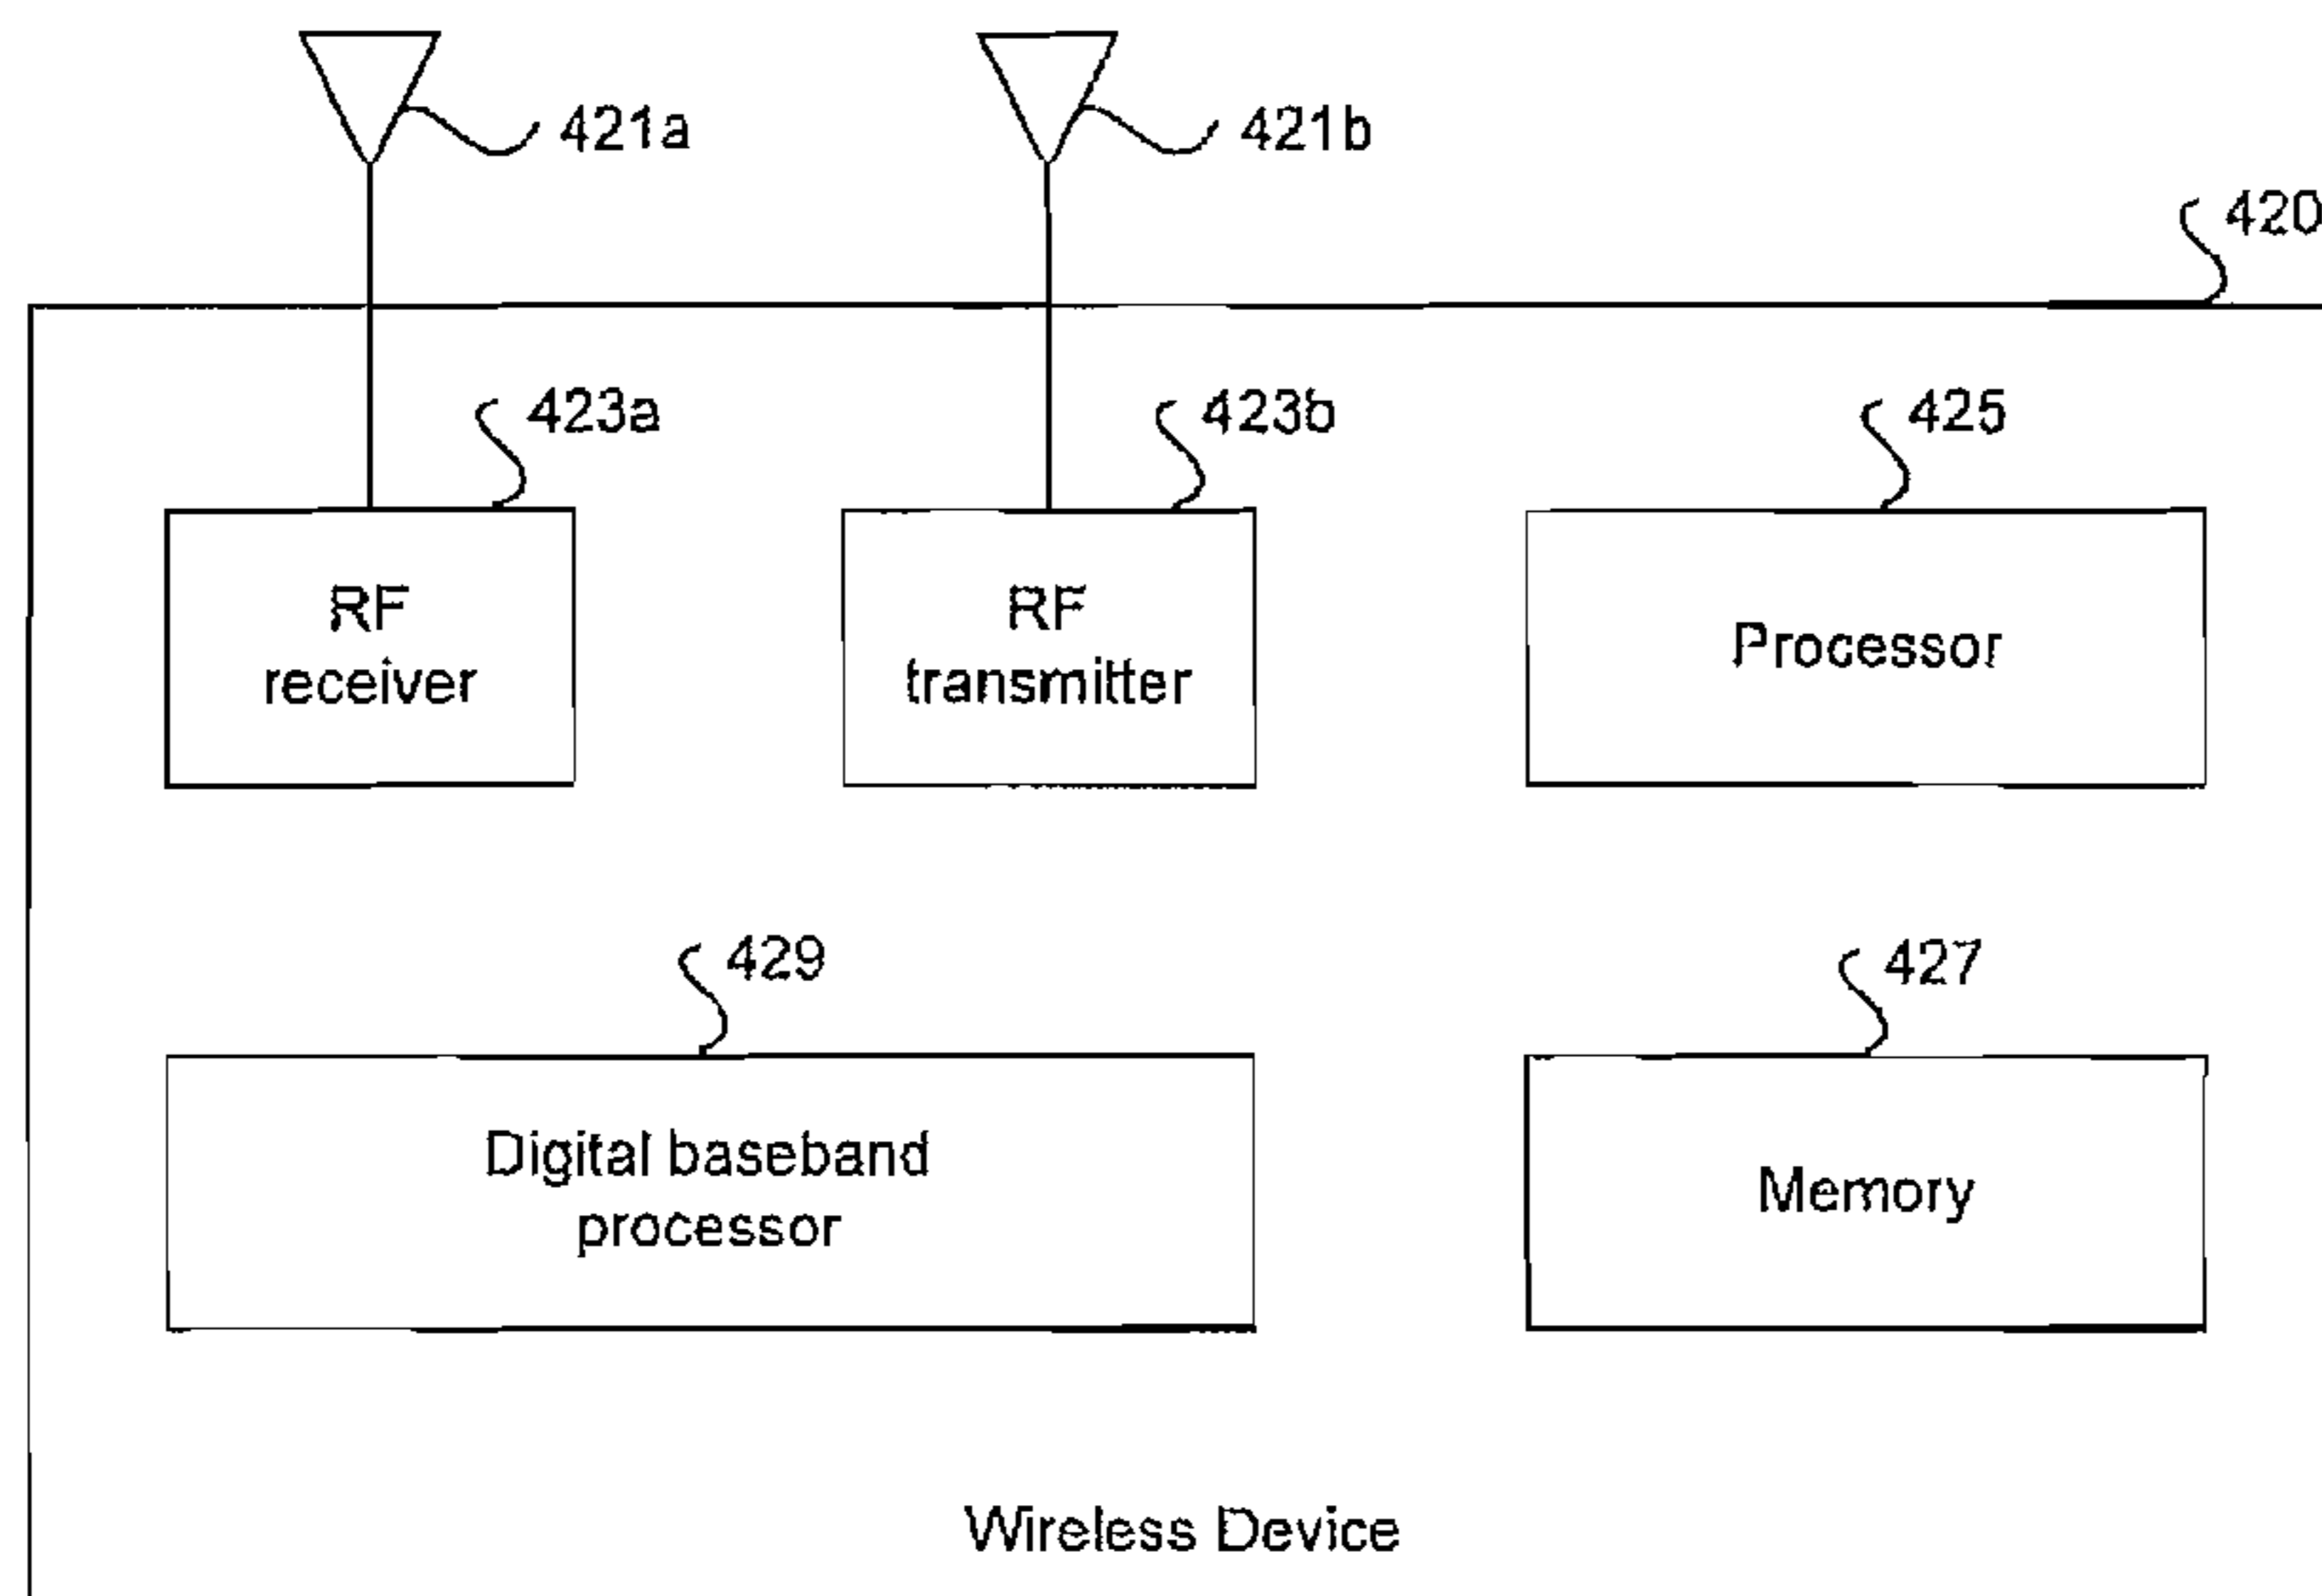 421a
421b
420
423a
423b
425
RF
receiver
RF
transmitter
Processor
429
427
Digital baseband
processor
Memory
Wireless Device